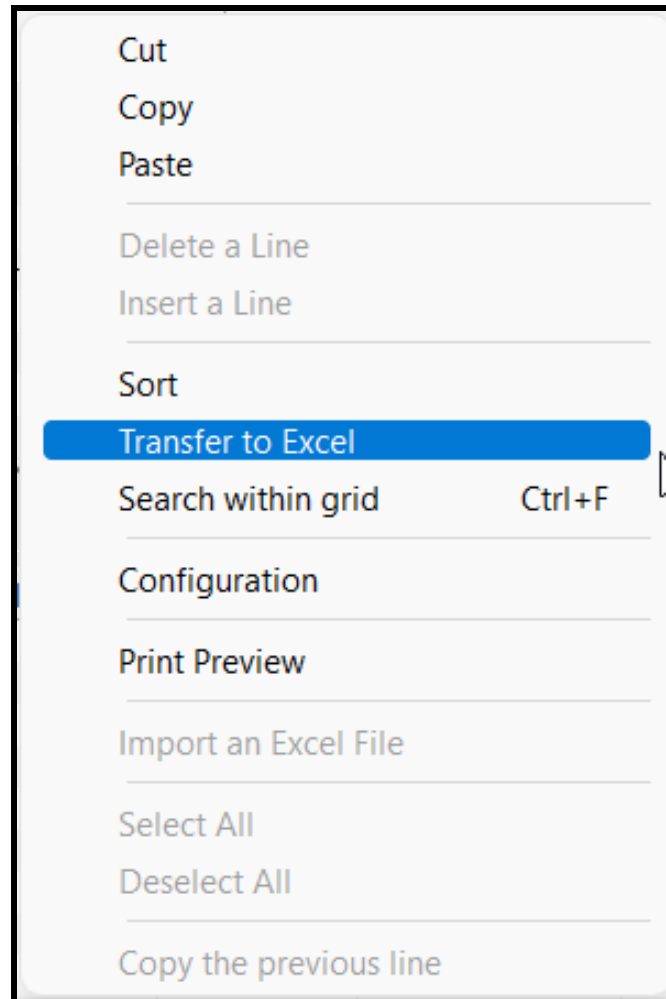 Cut
Copy
Paste
Delete a Line
Insert a Line
Sort
Transfer to Excel
Search within grid Ctrl+F
Configuration
Print Preview
Import an Excel File
Select All
Deselect All
Copy the previous line